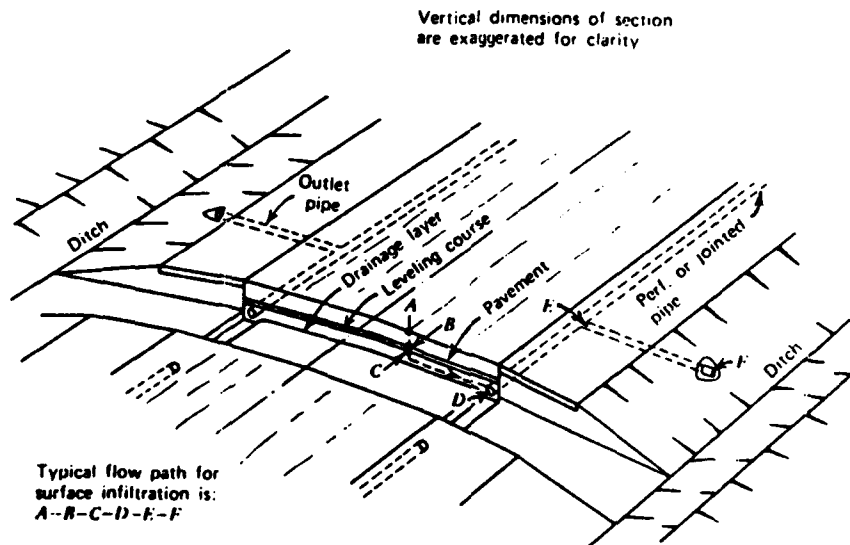 Vertical dimensions of section
are exaggerated for clarity
Outlet
pipe
Ditch
Drainage layer
Leveling course
A
B
Pavement
E
Perf. or jointed
pipe
F
Ditch
C
D
D
D
Typical flow path for
surface infiltration is:
A-B-C-D-E-F